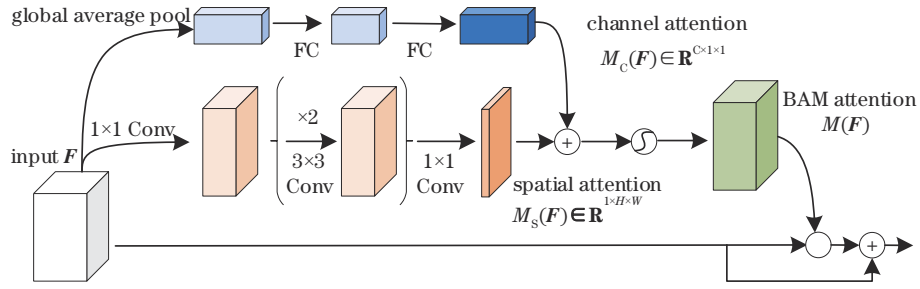 global average pool
FC
FC
channel attention
M_C(F)∈R^{C×1×1}
1×1 Conv
×2
3×3
Conv
1×1
Conv
BAM attention
M(F)
input F
spatial attention
M_S(F)∈R^{1×H×W}
+
+